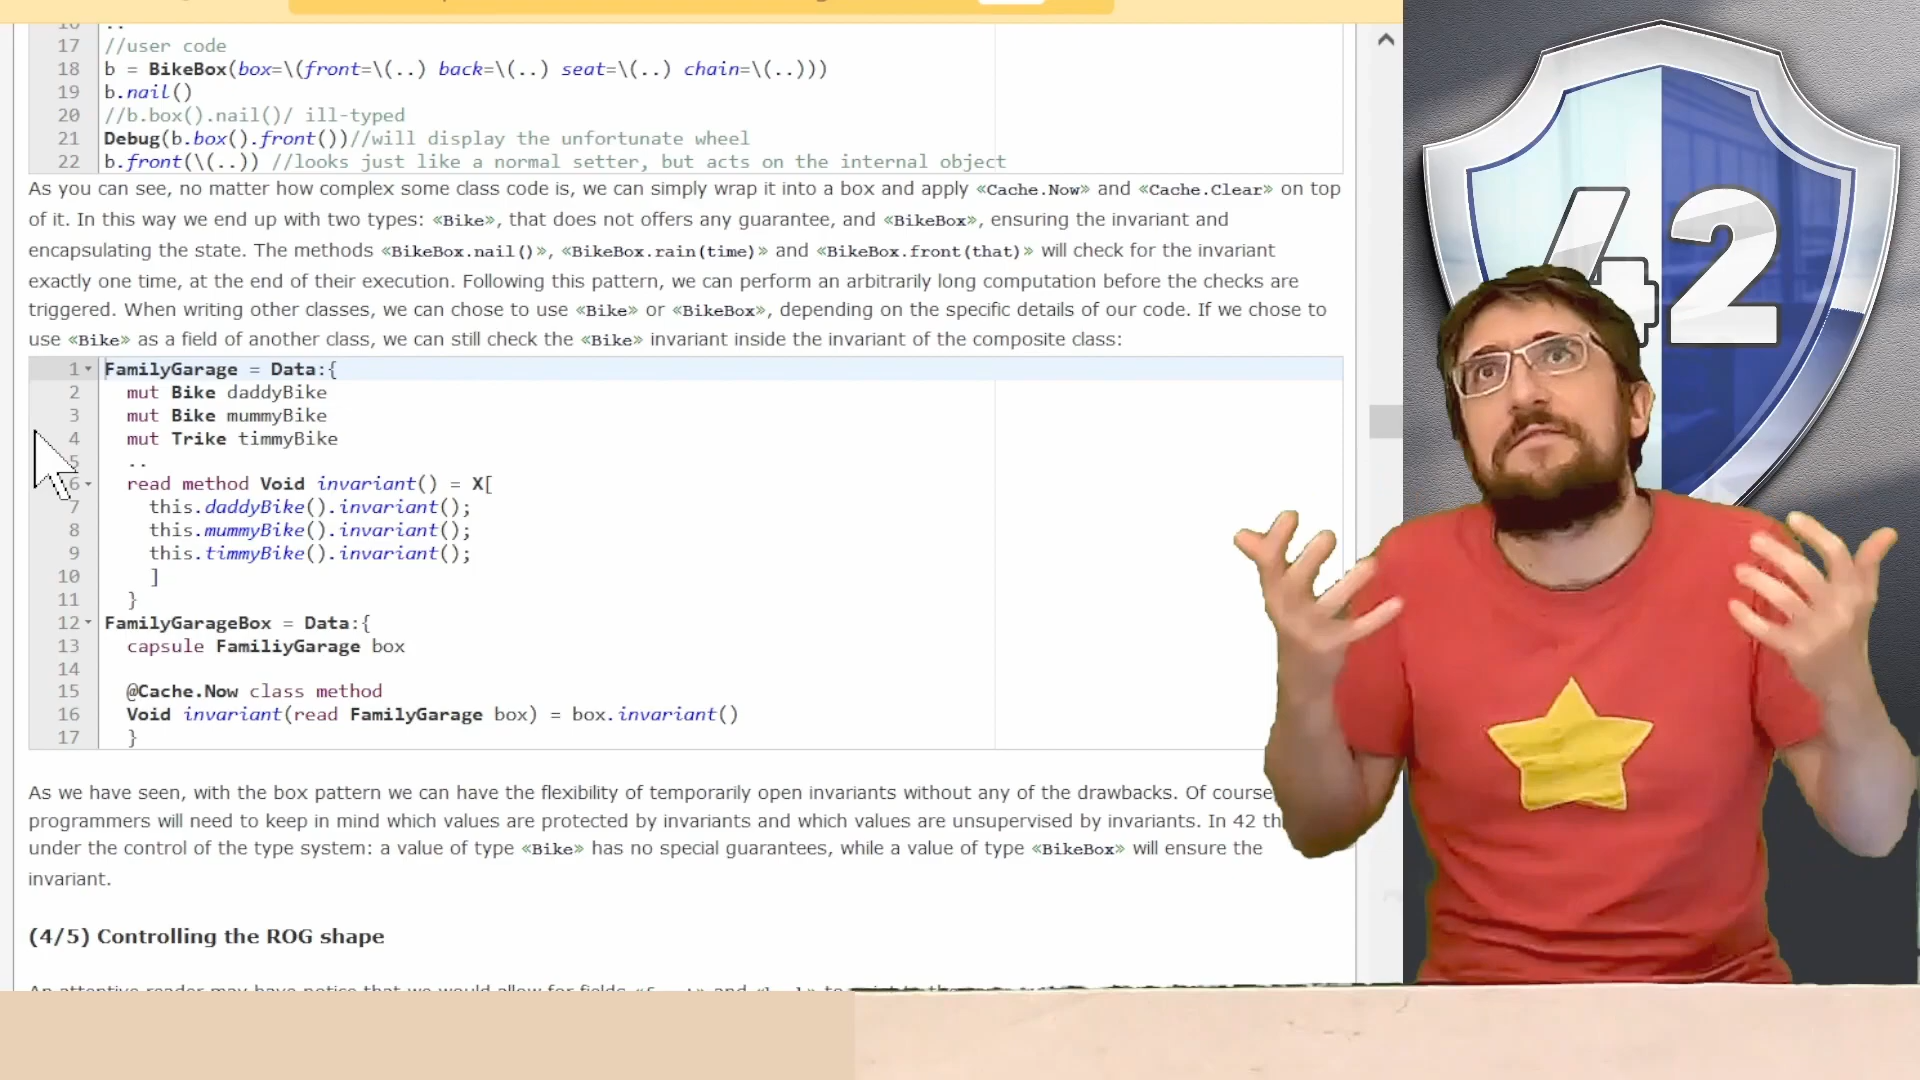 17 //user code
18 b = BikeBox(box=\(front=\(..) back=\(..) seat=\(..) chain=\(..)))
19 b.nail()
20 //b.box().nail()/ ill-typed
21 Debug(b.box().front())//will display the unfortunate wheel
22 b.front(\(..)) //looks just like a normal setter, but acts on the internal object
As you can see, no matter how complex some class code is, we can simply wrap it into a box and apply «Cache.Now» and «Cache.Clear» on top
of it. In this way we end up with two types: «Bike», that does not offers any guarantee, and «BikeBox», ensuring the invariant and
encapsulating the state. The methods «BikeBox.nail()», «BikeBox.rain(time)» and «BikeBox.front(that)» will check for the invariant
exactly one time, at the end of their execution. Following this pattern, we can perform an arbitrarily long computation before the checks are
triggered. When writing other classes, we can chose to use «Bike» or «BikeBox», depending on the specific details of our code. If we chose to
use «Bike» as a field of another class, we can still check the «Bike» invariant inside the invariant of the composite class:
1 FamilyGarage = Data:{
2 mut Bike daddyBike
3 mut Bike mummyBike
4 mut Trike timmyBike
5 ..
6 read method Void invariant() = X[
7 this.daddyBike().invariant();
8 this.mummyBike().invariant();
9 this.timmyBike().invariant();
10 ]
11 }
12 FamilyGarageBox = Data:{
13 capsule FamiliyGarage box
14
15 @Cache.Now class method
16 Void invariant(read FamilyGarage box) = box.invariant()
17 }
As we have seen, with the box pattern we can have the flexibility of temporarily open invariants without any of the drawbacks. Of course
programmers will need to keep in mind which values are protected by invariants and which values are unsupervised by invariants. In 42
under the control of the type system: a value of type «Bike» has no special guarantees, while a value of type «BikeBox» will ensure the
invariant.
(4/5) Controlling the ROG shape
An attentive reader may have notice that we would allow for fields
42